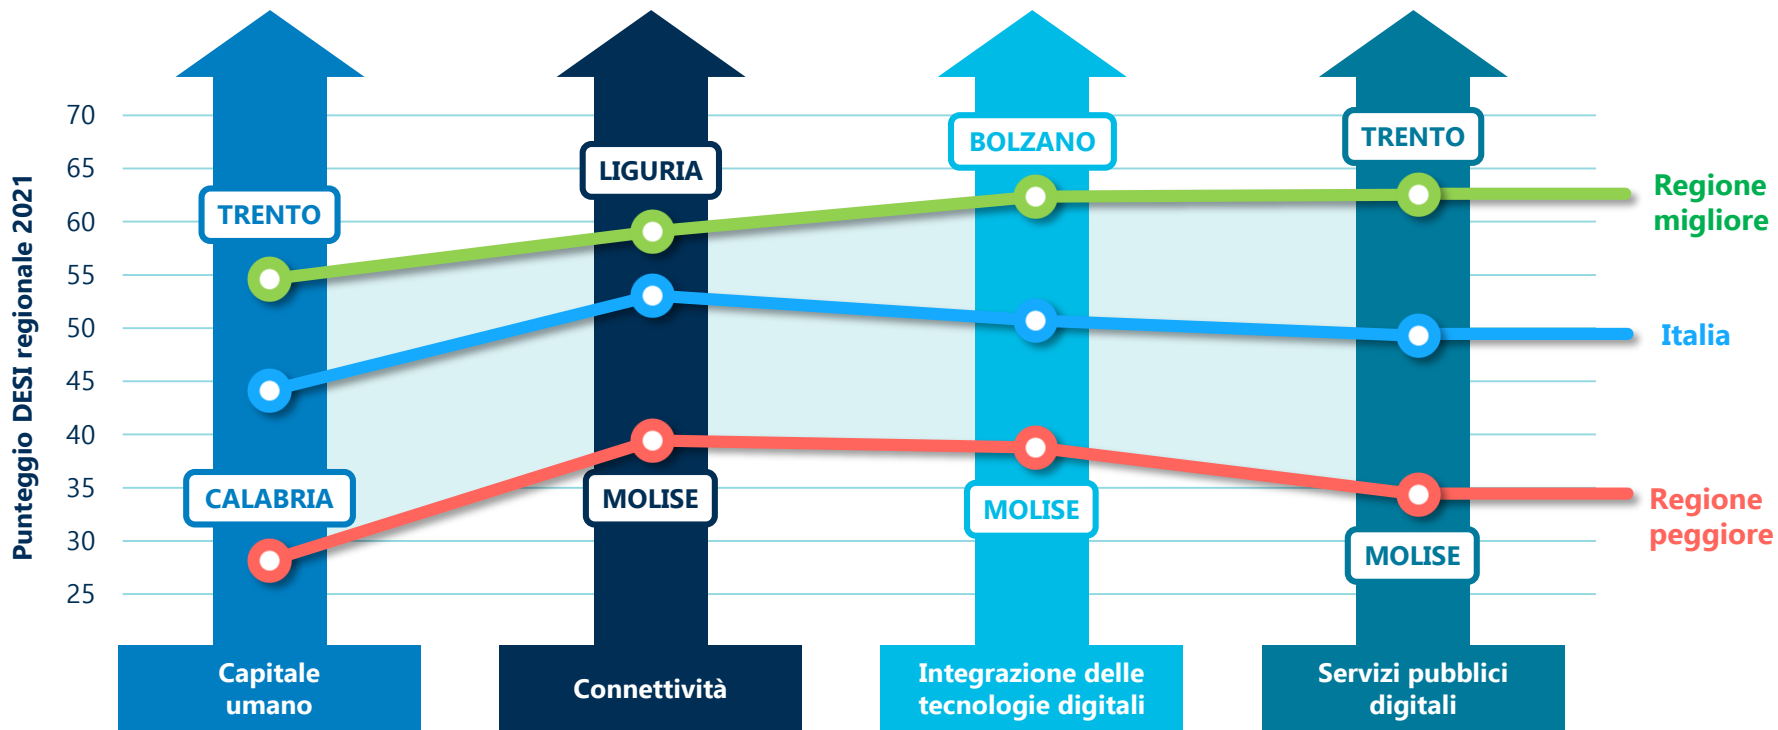 Punteggio DESI regionale 2021
70
65
60
55
50
45
40
35
30
25
TRENTO
CALABRIA
LIGURIA
MOLISE
BOLZANO
MOLISE
TRENTO
MOLISE
Regione
migliore
Italia
Regione
peggiore
Capitale
umano
Connettività
Integrazione delle
tecnologie digitali
Servizi pubblici
digitali